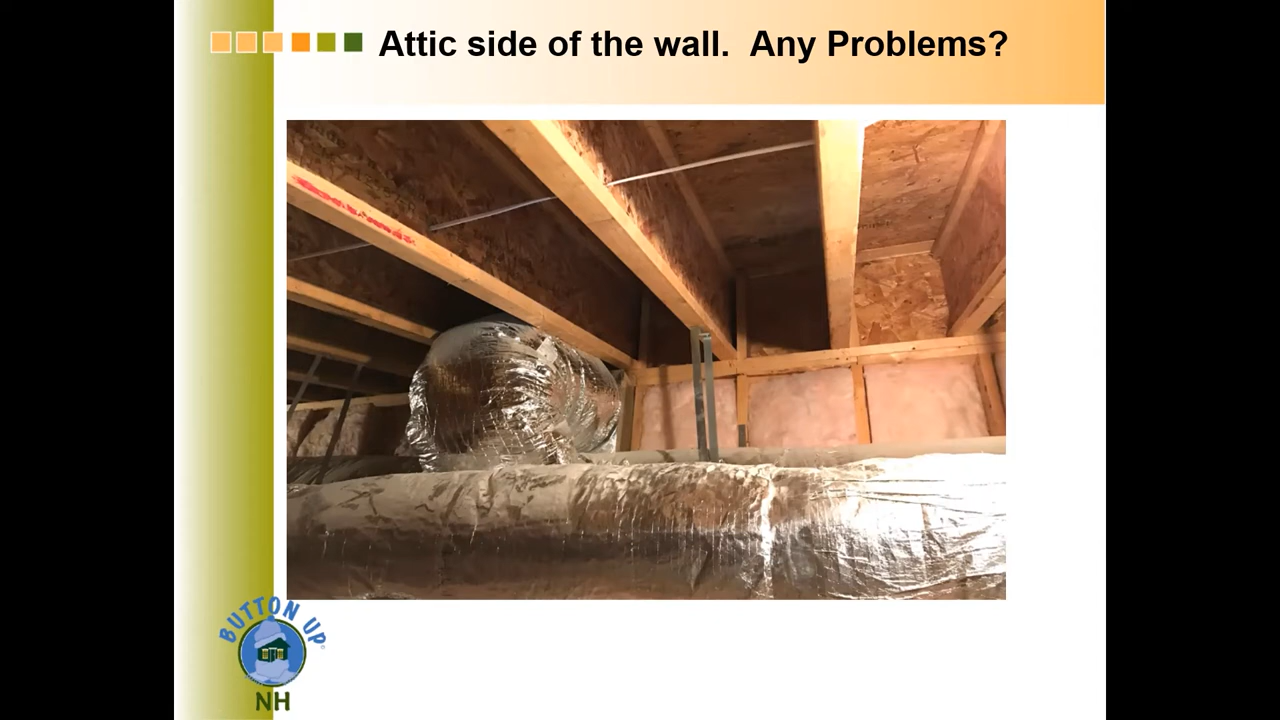 Attic side of the wall.  Any Problems?
BUTTON UP
NH